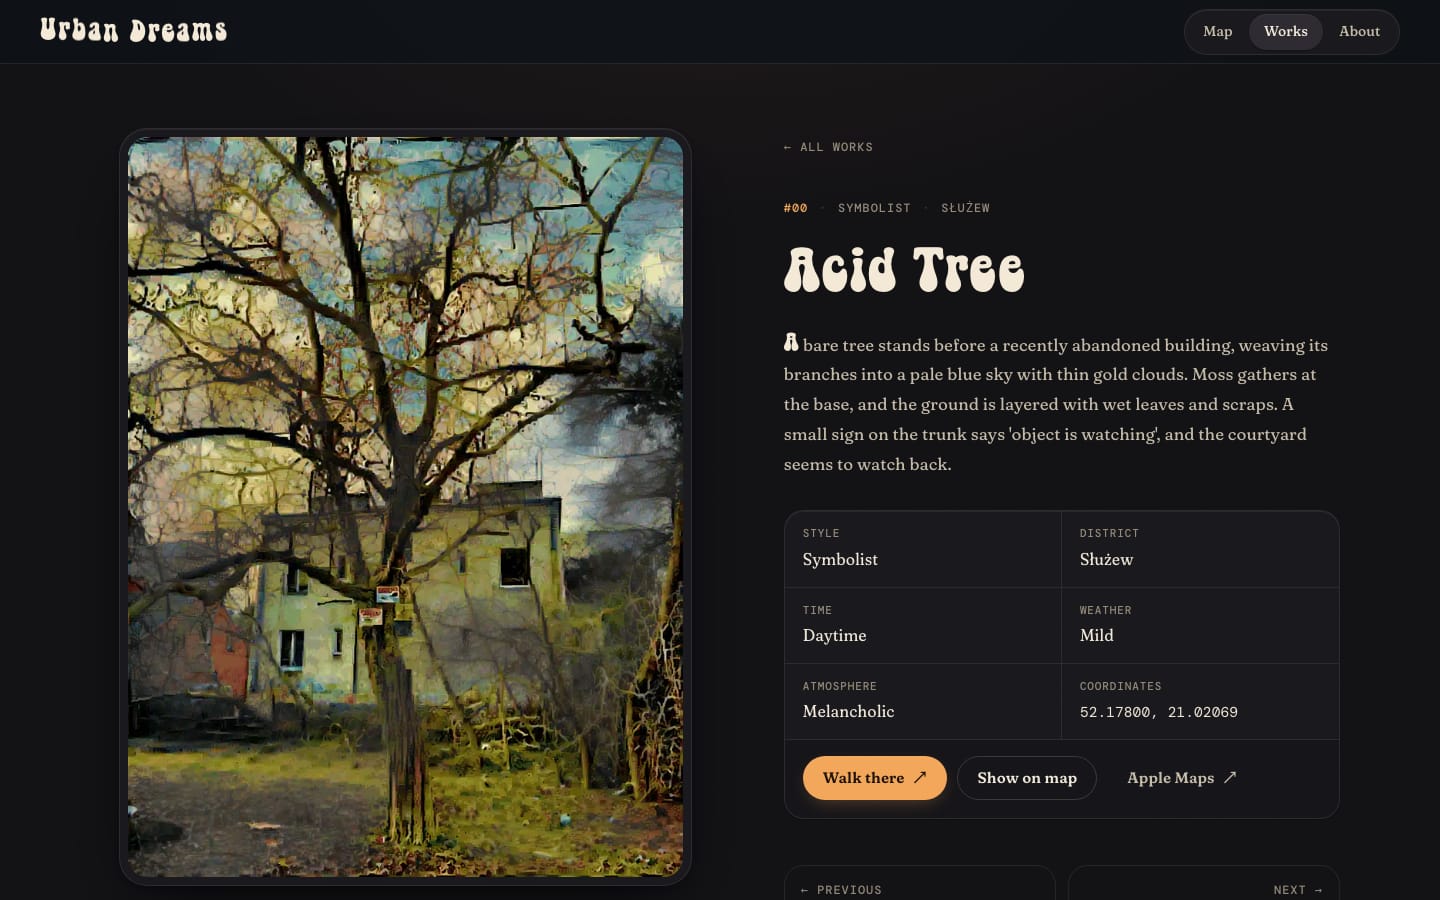 Urban Dreams
Map Works About
← ALL WORKS
#00 · SYMBOLIST · SŁUŻEW
Acid Tree
A bare tree stands before a recently abandoned building, weaving its
branches into a pale blue sky with thin gold clouds. Moss gathers at
the base, and the ground is layered with wet leaves and scraps. A
small sign on the trunk says 'object is watching', and the courtyard
seems to watch back.
STYLE
Symbolist
DISTRICT
Służew
TIME
Daytime
WEATHER
Mild
ATMOSPHERE
Melancholic
COORDINATES
52.17800, 21.02069
Walk there ↗
Show on map
Apple Maps ↗
← PREVIOUS
NEXT →